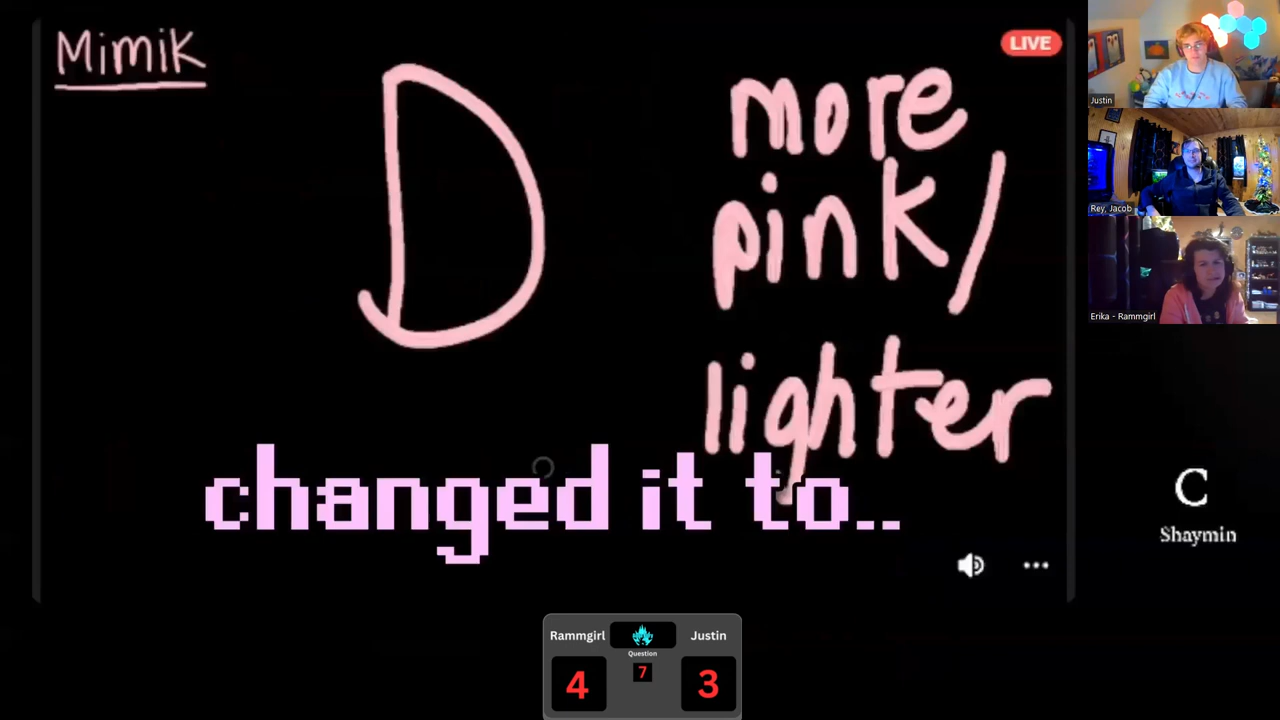 Mimik
LIVE
D
more
pink/
lighter
changed it to..
Justin
Rey, Jacob
Erika - Rammgirl
C
Shaymin
Rammgirl
Justin
Question
4
7
3